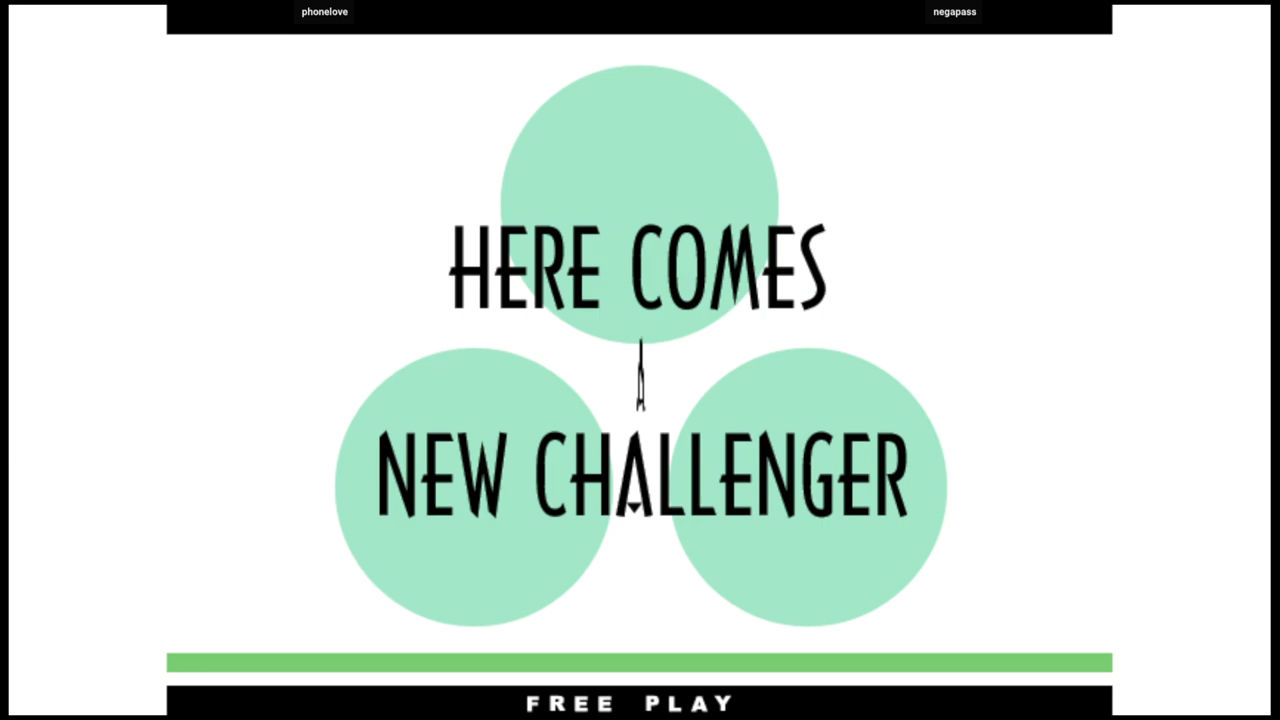 phonelove negapass
HERE COMES
A
NEW CHALLENGER
FREE PLAY